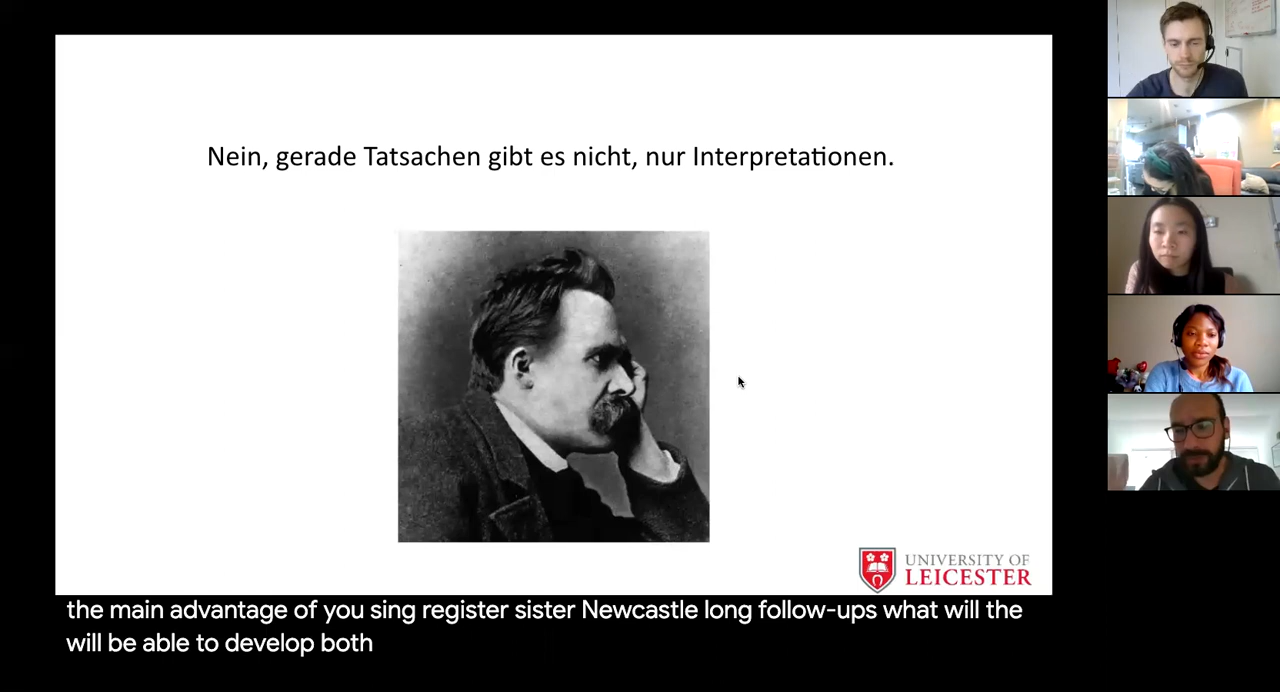 Nein, gerade Tatsachen gibt es nicht, nur Interpretationen.
UNIVERSITY OF
LEICESTER
the main advantage of you sing register sister Newcastle long follow-ups what will the
will be able to develop both